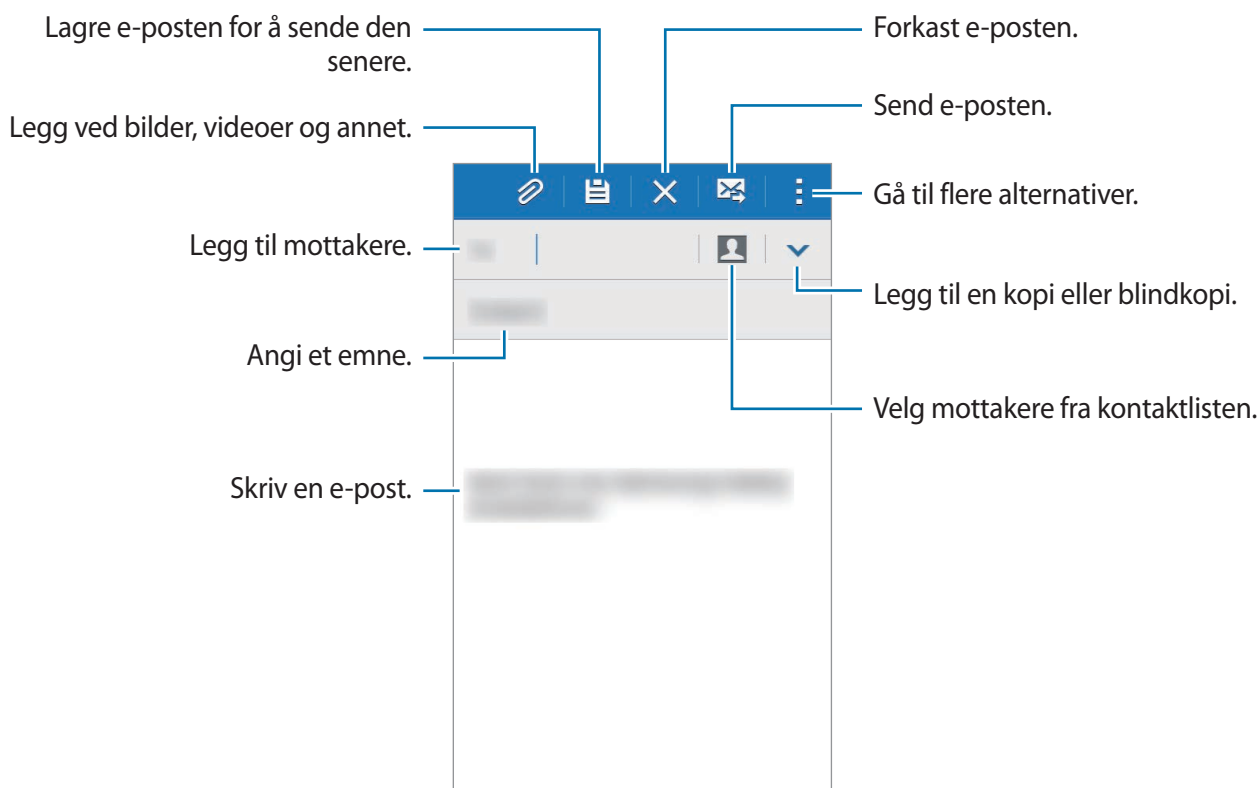 Lagre e-posten for å sende den
senere.
Legg ved bilder, videoer og annet.
Legg til mottakere.
Angi et emne.
Skriv en e-post.
Forkast e-posten.
Send e-posten.
Gå til flere alternativer.
Legg til en kopi eller blindkopi.
Velg mottakere fra kontaktlisten.